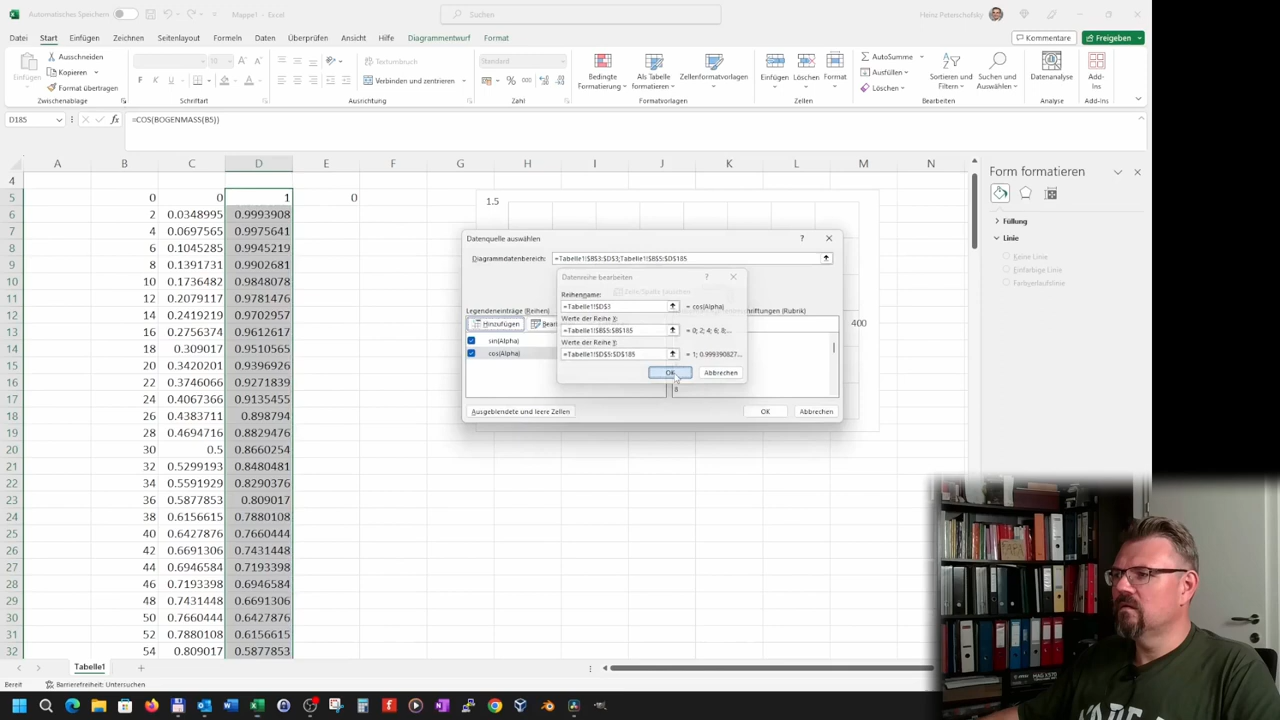 Automatisches Speichern
Mappe1 - Excel
Suchen
Heinz Peterschofsky
Datei Start Einfügen Zeichnen Seitenlayout Formeln Daten Überprüfen Ansicht Hilfe Diagrammentwurf Format
Kommentare
Freigeben
Einfügen
Ausschneiden
Kopieren
Format übertragen
Zwischenablage
Schriftart
Textumbruch
Verbinden und zentrieren
Ausrichtung
Standard
Zahl
Bedingte Formatierung
Als Tabelle formatieren
Zellenformatvorlagen
Formatvorlagen
Einfügen Löschen Format
Zellen
AutoSumme
Ausfüllen
Löschen
Sortieren und Filtern
Suchen und Auswählen
Bearbeiten
Datenanalyse
Analyse
Add-Ins
Add-Ins
D185
=COS(BOGENMASS(B5))
A B C D E F G H I J K L M N
4
5 0 0 1 0
6 2 0.0348995 0.9993908
7 4 0.0697565 0.9975641
8 6 0.1045285 0.9945219
9 8 0.1391731 0.9902681
10 10 0.1736482 0.9848078
11 12 0.2079117 0.9781476
12 14 0.2419219 0.9702957
13 16 0.2756374 0.9612617
14 18 0.309017 0.9510565
15 20 0.3420201 0.9396926
16 22 0.3746066 0.9271839
17 24 0.4067366 0.9135455
18 26 0.4383711 0.898794
19 28 0.4694716 0.8829476
20 30 0.5 0.8660254
21 32 0.5299193 0.8480481
22 34 0.5591929 0.8290376
23 36 0.5877853 0.809017
24 38 0.6156615 0.7880108
25 40 0.6427876 0.7660444
26 42 0.6691306 0.7431448
27 44 0.6946584 0.7193398
28 46 0.7193398 0.6946584
29 48 0.7431448 0.6691306
30 50 0.7660444 0.6427876
31 52 0.7880108 0.6156615
32 54 0.809017 0.5877853
1.5
400
Datenquelle auswählen
Diagrammdatenbereich:
=Tabelle1!$B$3:$D$3;Tabelle1!$B$5:$D$185
Zeile/Spalte tauschen
Legendeneinträge (Reihen)
Hinzufügen
sin(Alpha)
cos(Alpha)
8
Ausgeblendete und leere Zellen
OK
Abbrechen
Datenreihe bearbeiten
Reihenname:
=Tabelle1!$D$3 = cos(Alpha)
Werte der Reihe X:
=Tabelle1!$B$5:$B$185 = 0; 2; 4; 6; 8;...
Werte der Reihe Y:
=Tabelle1!$D$5:$D$185 = 1; 0.999390827...
OK
Abbrechen
Form formatieren
Füllung
Linie
Keine Linie
Einfarbige Linie
Farbverlaufslinie
Tabelle1
Bereit
Barrierefreiheit: Untersuchen